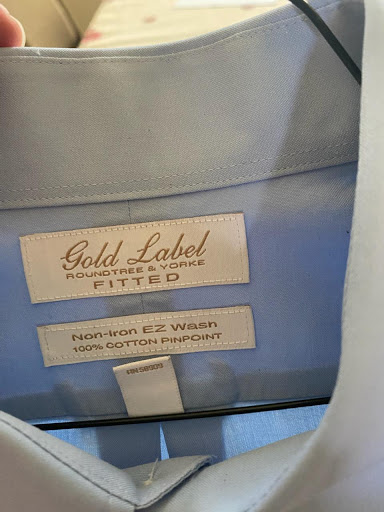 Gold Label
ROUNDTREE & YORKE
FITTED
Non-Iron EZ Wash
100% COTTON PINPOINT